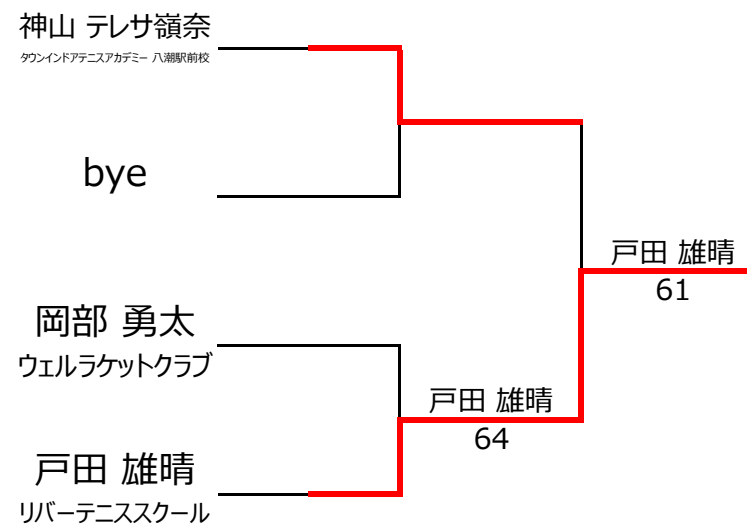 神山 テレサ嶺奈
タウンインドアテニスアカデミー 八潮駅前校
bye
戸田 雄晴
61
岡部 勇太
ウェルラケットクラブ
戸田 雄晴
64
戸田 雄晴
リバーテニススクール